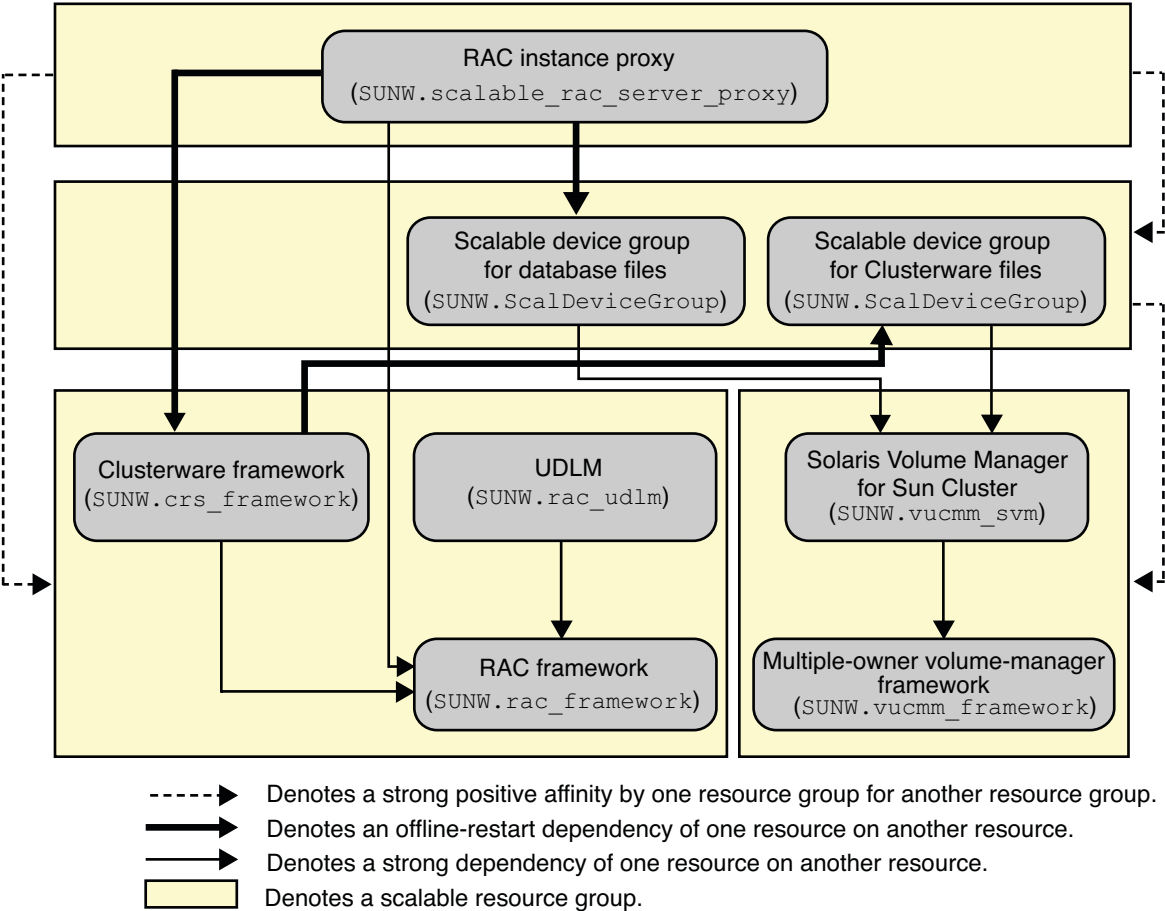 RAC instance proxy
(SUNW.scalable_rac_server_proxy)
Scalable device group
for database files
(SUNW.ScalDeviceGroup)
Scalable device group
for Clusterware files
(SUNW.ScalDeviceGroup)
Clusterware framework
(SUNW.crs_framework)
UDLM
(SUNW.rac_udlm)
Solaris Volume Manager
for Sun Cluster
(SUNW.vucmm_svm)
RAC framework
(SUNW.rac_framework)
Multiple-owner volume-manager
framework
(SUNW.vucmm_framework)
Denotes a strong positive affinity by one resource group for another resource group.
Denotes an offline-restart dependency of one resource on another resource.
Denotes a strong dependency of one resource on another resource.
Denotes a scalable resource group.